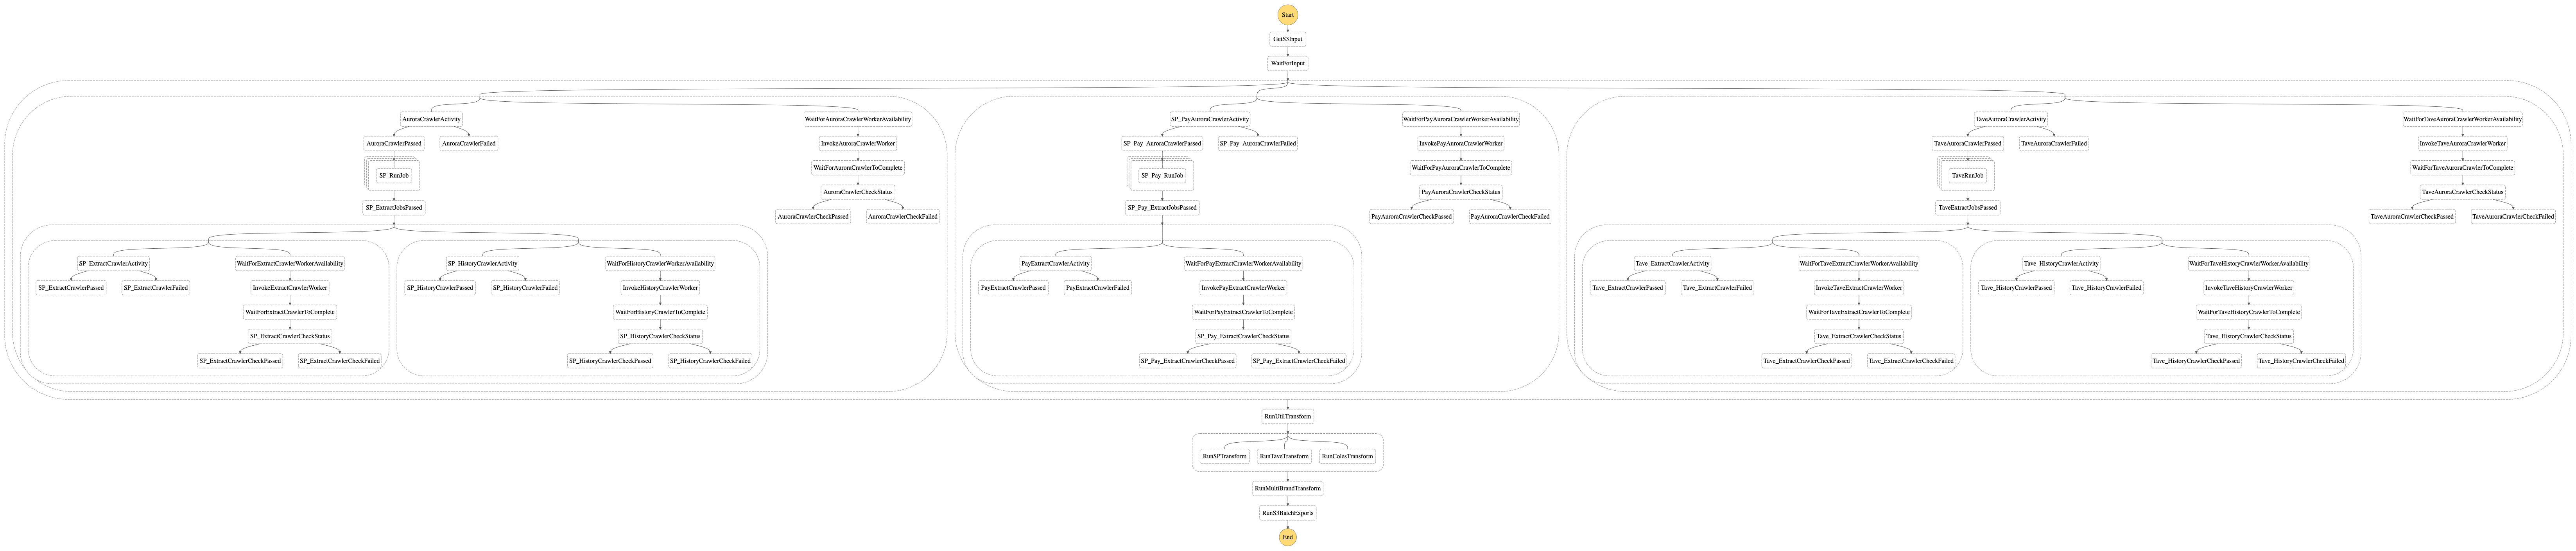 Start
GetS3Input
WaitForInput
AuroraCrawlerActivity
WaitForAuroraCrawlerWorkerAvailability
AuroraCrawlerPassed
AuroraCrawlerFailed
InvokeAuroraCrawlerWorker
SP_RunJob
WaitForAuroraCrawlerToComplete
AuroraCrawlerCheckStatus
SP_ExtractJobsPassed
AuroraCrawlerCheckPassed
AuroraCrawlerCheckFailed
SP_ExtractCrawlerActivity
WaitForExtractCrawlerWorkerAvailability
SP_ExtractCrawlerPassed
SP_ExtractCrawlerFailed
InvokeExtractCrawlerWorker
WaitForExtractCrawlerToComplete
SP_ExtractCrawlerCheckStatus
SP_ExtractCrawlerCheckPassed
SP_ExtractCrawlerCheckFailed
SP_HistoryCrawlerActivity
WaitForHistoryCrawlerWorkerAvailability
SP_HistoryCrawlerPassed
SP_HistoryCrawlerFailed
InvokeHistoryCrawlerWorker
WaitForHistoryCrawlerToComplete
SP_HistoryCrawlerCheckStatus
SP_HistoryCrawlerCheckPassed
SP_HistoryCrawlerCheckFailed
SP_PayAuroraCrawlerActivity
WaitForPayAuroraCrawlerWorkerAvailability
SP_Pay_AuroraCrawlerPassed
SP_Pay_AuroraCrawlerFailed
InvokePayAuroraCrawlerWorker
SP_Pay_RunJob
WaitForPayAuroraCrawlerToComplete
PayAuroraCrawlerCheckStatus
SP_Pay_ExtractJobsPassed
PayAuroraCrawlerCheckPassed
PayAuroraCrawlerCheckFailed
PayExtractCrawlerActivity
WaitForPayExtractCrawlerWorkerAvailability
PayExtractCrawlerPassed
PayExtractCrawlerFailed
InvokePayExtractCrawlerWorker
WaitForPayExtractCrawlerToComplete
SP_Pay_ExtractCrawlerCheckStatus
SP_Pay_ExtractCrawlerCheckPassed
SP_Pay_ExtractCrawlerCheckFailed
TaveAuroraCrawlerActivity
WaitForTaveAuroraCrawlerWorkerAvailability
TaveAuroraCrawlerPassed
TaveAuroraCrawlerFailed
InvokeTaveAuroraCrawlerWorker
TaveRunJob
WaitForTaveAuroraCrawlerToComplete
TaveAuroraCrawlerCheckStatus
TaveExtractJobsPassed
TaveAuroraCrawlerCheckPassed
TaveAuroraCrawlerCheckFailed
Tave_ExtractCrawlerActivity
WaitForTaveExtractCrawlerWorkerAvailability
Tave_ExtractCrawlerPassed
Tave_ExtractCrawlerFailed
InvokeTaveExtractCrawlerWorker
WaitForTaveExtractCrawlerToComplete
Tave_ExtractCrawlerCheckStatus
Tave_ExtractCrawlerCheckPassed
Tave_ExtractCrawlerCheckFailed
Tave_HistoryCrawlerActivity
WaitForTaveHistoryCrawlerWorkerAvailability
Tave_HistoryCrawlerPassed
Tave_HistoryCrawlerFailed
InvokeTaveHistoryCrawlerWorker
WaitForTaveHistoryCrawlerToComplete
Tave_HistoryCrawlerCheckStatus
Tave_HistoryCrawlerCheckPassed
Tave_HistoryCrawlerCheckFailed
RunUtilTransform
RunSPTransform
RunTaveTransform
RunColesTransform
RunMultiBrandTransform
RunS3BatchExports
End